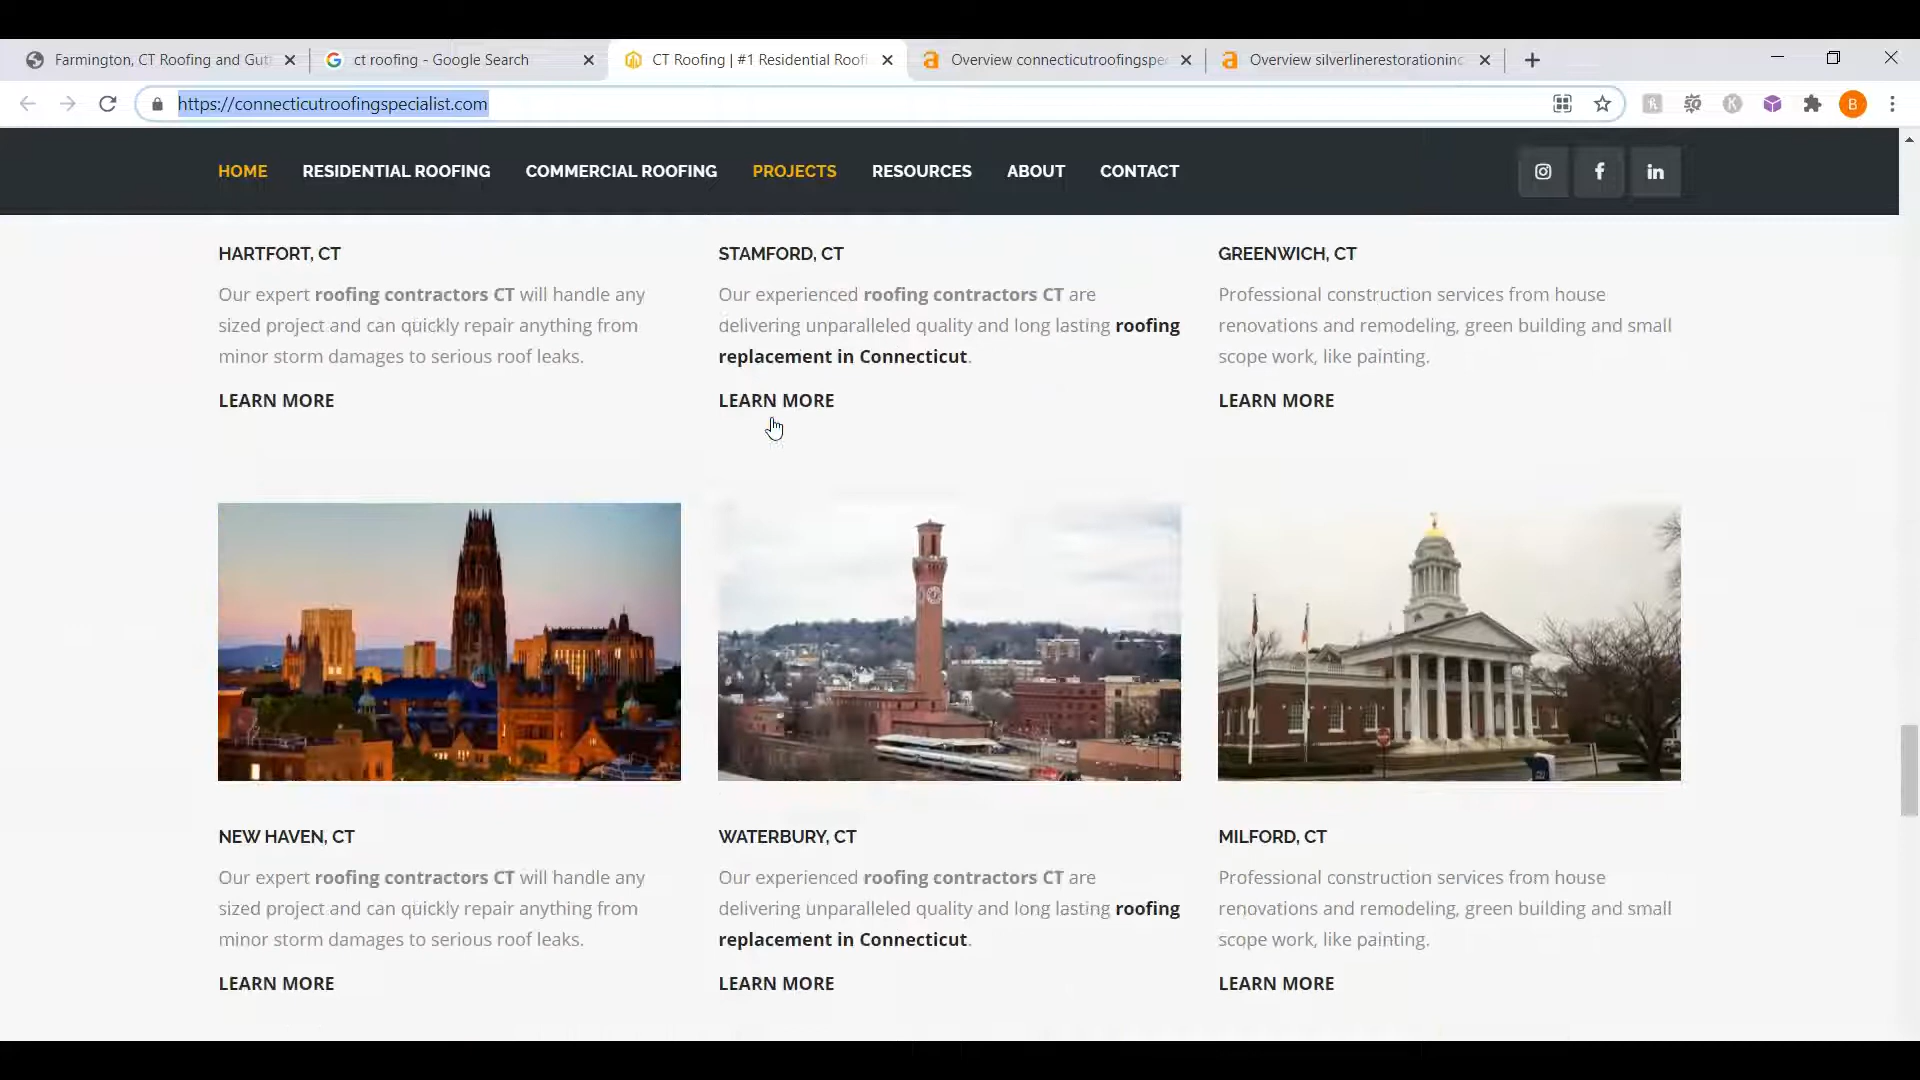 Farmington, CT Roofing and Gut
ct roofing - Google Search
CT Roofing | #1 Residential Roofi
Overview connecticutroofingspe
Overview silverlinerestorationinc
https://connecticutroofingspecialist.com
B
HOME RESIDENTIAL ROOFING COMMERCIAL ROOFING PROJECTS RESOURCES ABOUT CONTACT
HARTFORT, CT
Our expert roofing contractors CT will handle any
sized project and can quickly repair anything from
minor storm damages to serious roof leaks.
LEARN MORE
STAMFORD, CT
Our experienced roofing contractors CT are
delivering unparalleled quality and long lasting roofing
replacement in Connecticut.
LEARN MORE
GREENWICH, CT
Professional construction services from house
renovations and remodeling, green building and small
scope work, like painting.
LEARN MORE
NEW HAVEN, CT
Our expert roofing contractors CT will handle any
sized project and can quickly repair anything from
minor storm damages to serious roof leaks.
LEARN MORE
WATERBURY, CT
Our experienced roofing contractors CT are
delivering unparalleled quality and long lasting roofing
replacement in Connecticut.
LEARN MORE
MILFORD, CT
Professional construction services from house
renovations and remodeling, green building and small
scope work, like painting.
LEARN MORE